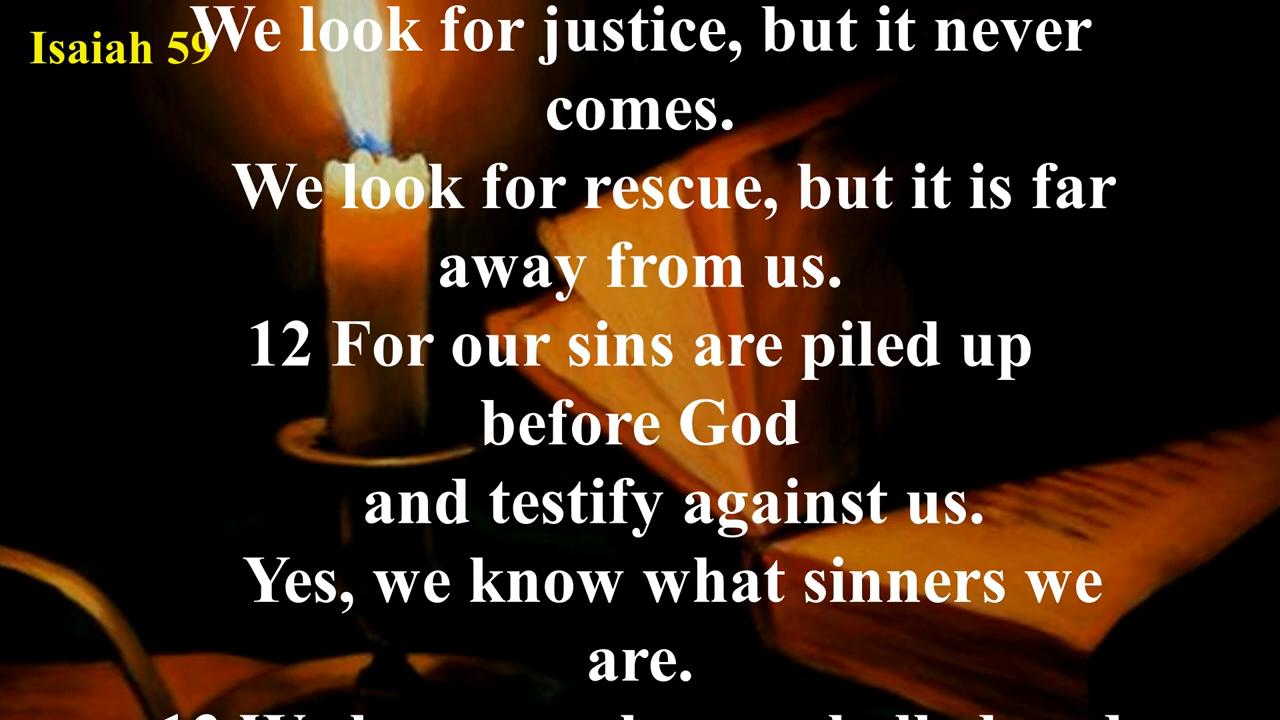 Isaiah 59
We look for justice, but it never
comes.
We look for rescue, but it is far
away from us.
12 For our sins are piled up
before God
and testify against us.
Yes, we know what sinners we
are.